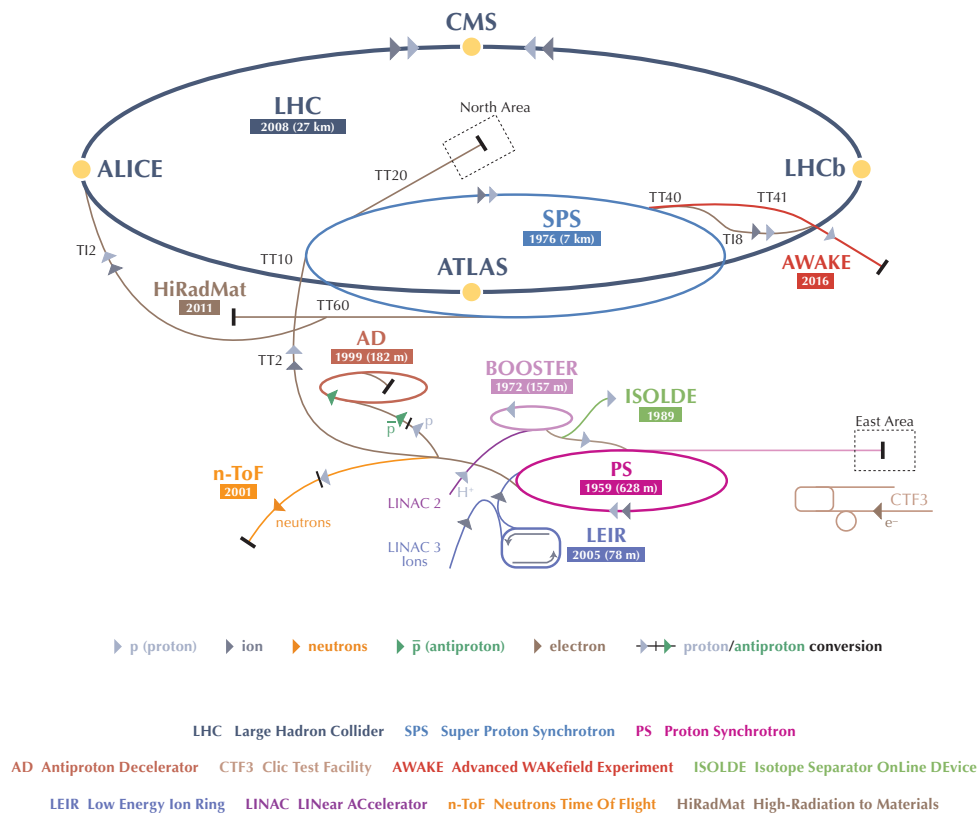 CMS
LHC
2008 (27 km)
North Area
ALICE
LHCb
TT20
TT40
TT41
SPS
1976 (7 km)
TI8
TI2
TT10
ATLAS
AWAKE
2016
HiRadMat
2011
TT60
TT2
AD
1999 (182 m)
BOOSTER
1972 (157 m)
ISOLDE
1989
p
p̅
East Area
n-ToF
2001
PS
1959 (628 m)
H⁺
LINAC 2
neutrons
CTF3
e⁻
LEIR
2005 (78 m)
LINAC 3
Ions
p (proton) ion neutrons p̅ (antiproton) electron proton/antiproton conversion
LHC Large Hadron Collider SPS Super Proton Synchrotron PS Proton Synchrotron
AD Antiproton Decelerator CTF3 Clic Test Facility AWAKE Advanced WAKefield Experiment ISOLDE Isotope Separator OnLine DEvice
LEIR Low Energy Ion Ring LINAC LINear ACcelerator n-ToF Neutrons Time Of Flight HiRadMat High-Radiation to Materials